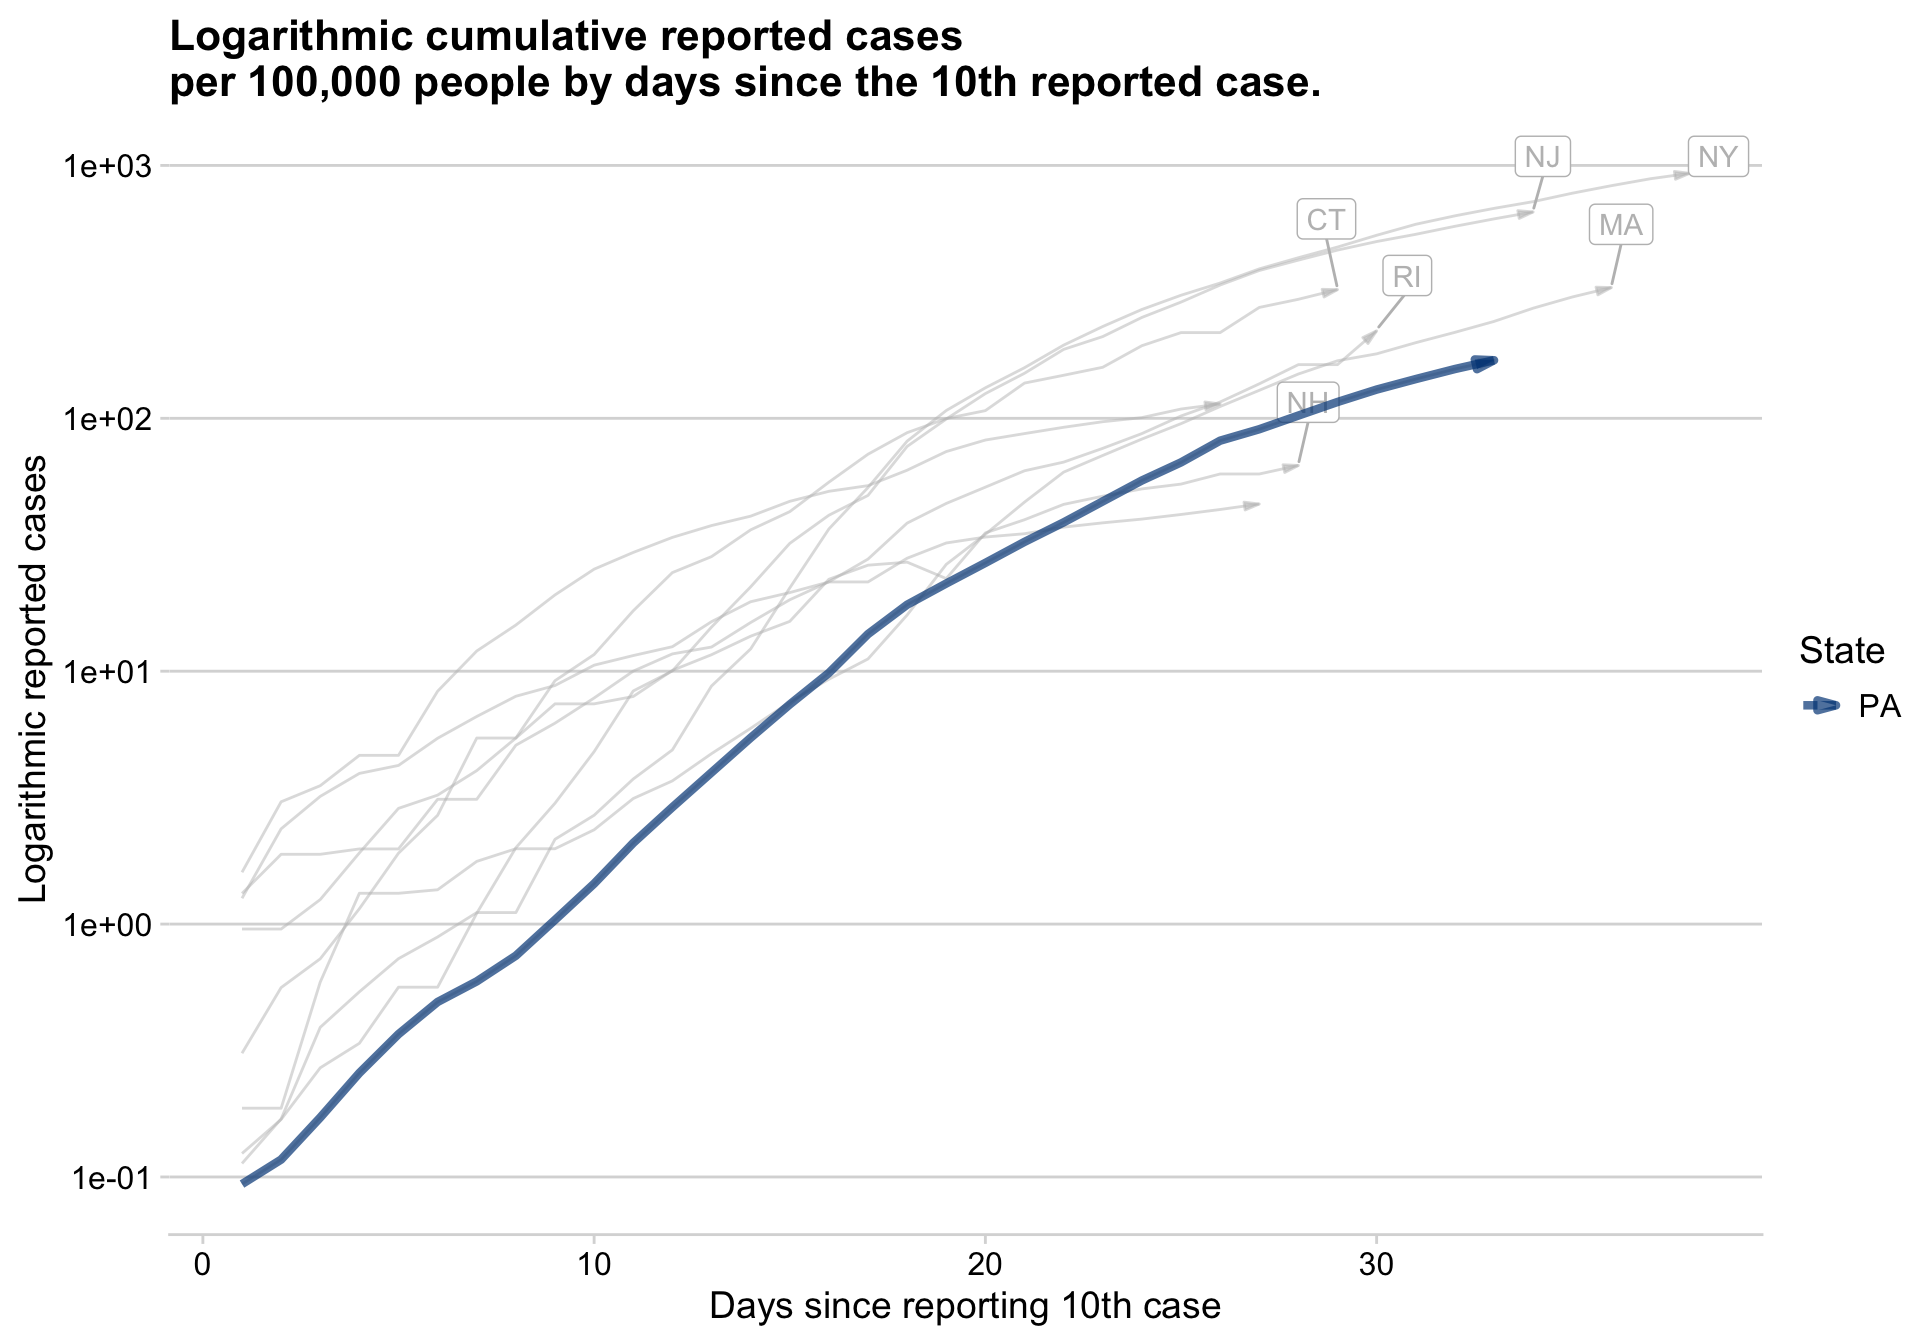 Logarithmic cumulative reported cases
per 100,000 people by days since the 10th reported case.
1e+03
1e+02
1e+01
1e+00
1e-01
Logarithmic reported cases
NJ
NY
CT
MA
RI
NH
State
PA
0
10
20
30
Days since reporting 10th case